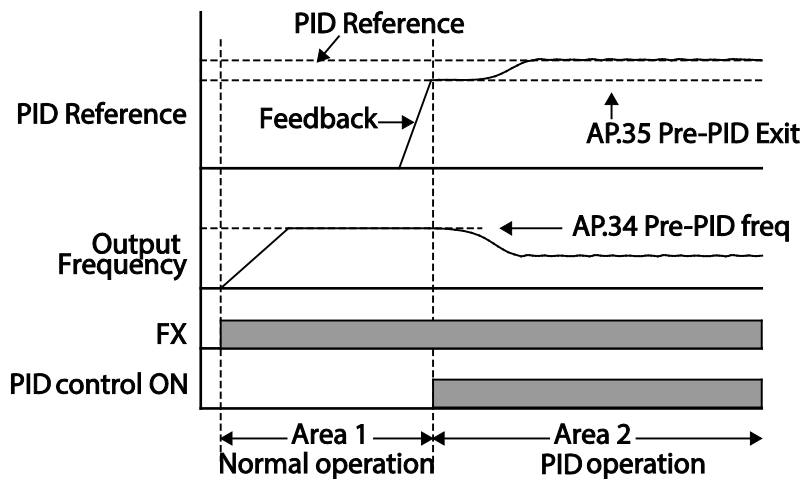 PID Reference
PID Reference
Feedback
AP.35 Pre-PID Exit
AP.34 Pre-PID freq
Output
Frequency
FX
PID control ON
Area 1
Area 2
Normal operation
PID operation